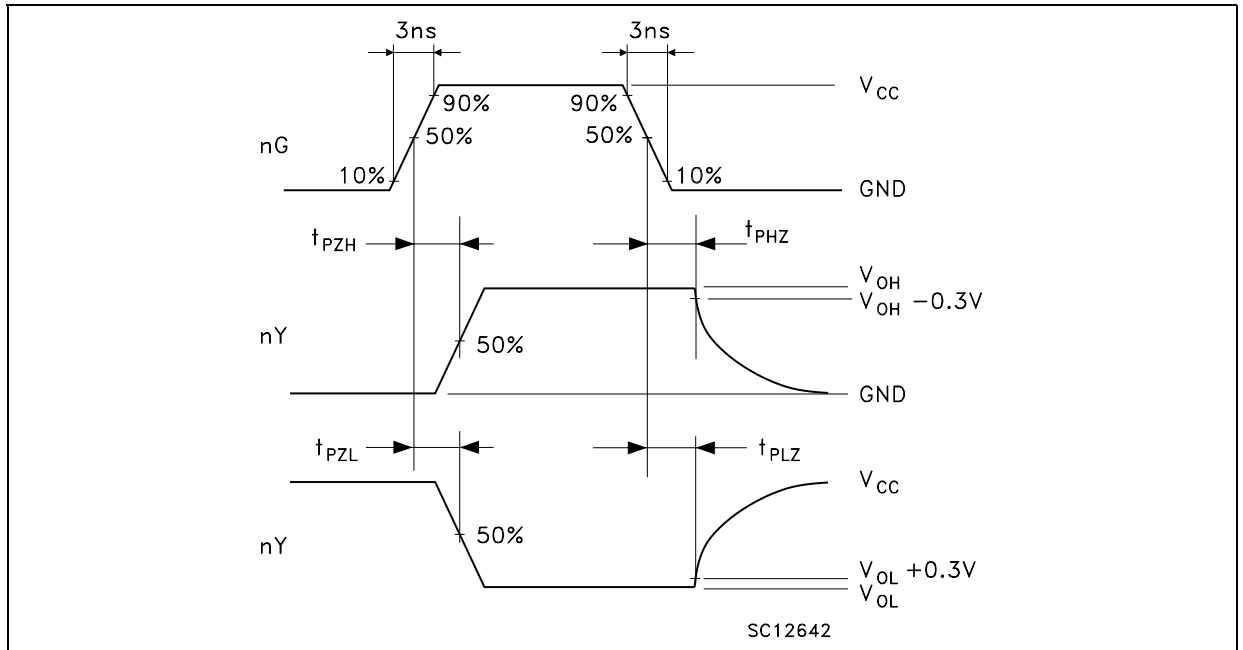 3ns 3ns
V_CC
90% 90%
nG 50% 50%
10% 10%
GND
t_PZH t_PHZ
V_OH
V_OH −0.3V
nY 50%
GND
t_PZL t_PLZ
V_CC
nY 50%
V_OL +0.3V
V_OL
SC12642